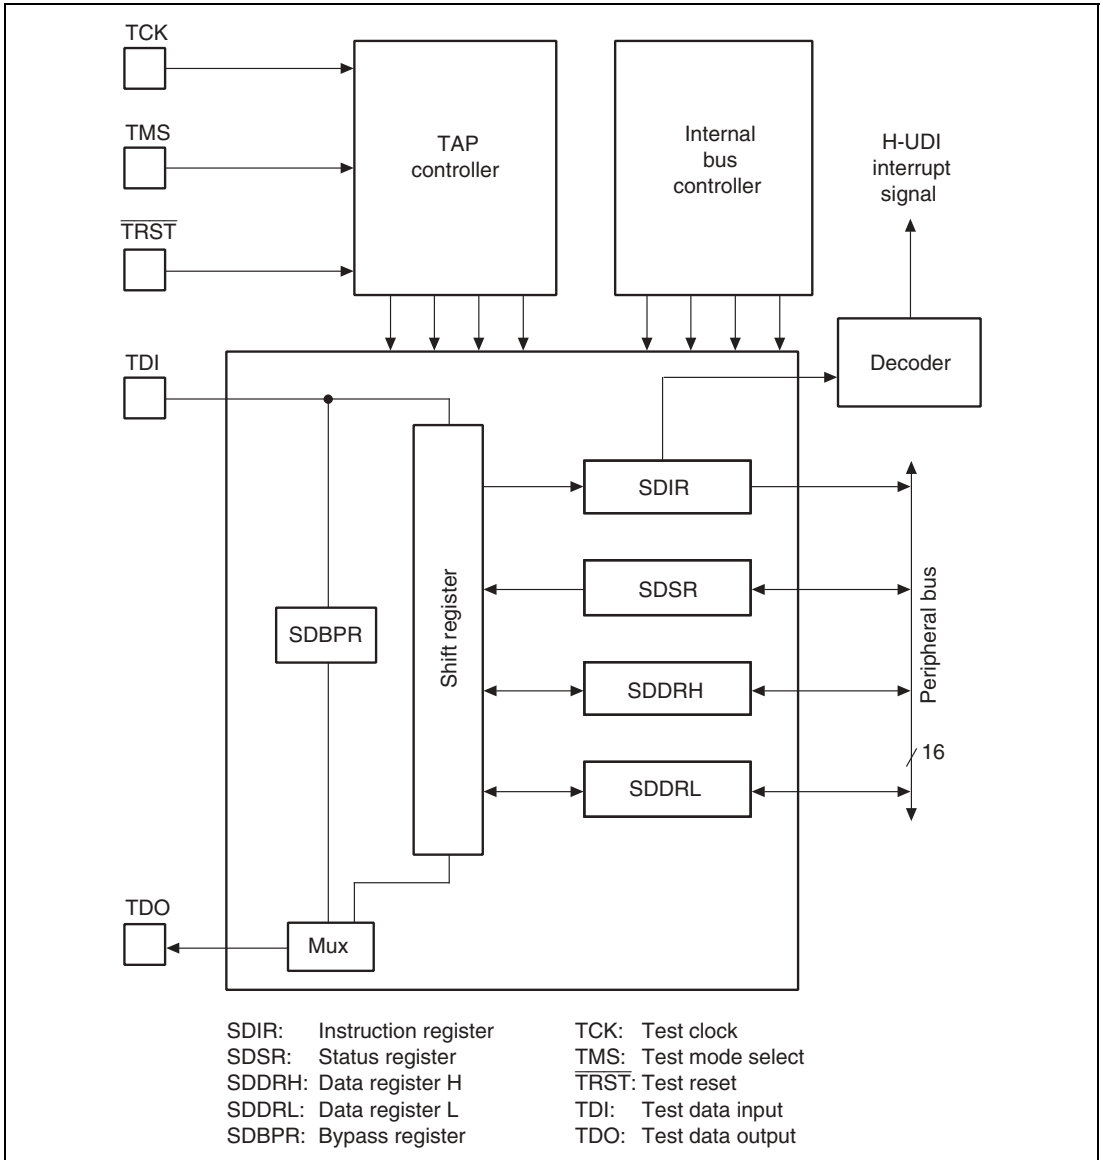 TCK
TMS
TRST
TAP
controller
Internal
bus
controller
H-UDI
interrupt
signal
TDI
Decoder
Shift register
SDIR
SDSR
SDBPR
SDDRH
SDDRL
Peripheral bus
16
TDO
Mux
SDIR: Instruction register
SDSR: Status register
SDDRH: Data register H
SDDRL: Data register L
SDBPR: Bypass register
TCK: Test clock
TMS: Test mode select
TRST: Test reset
TDI: Test data input
TDO: Test data output